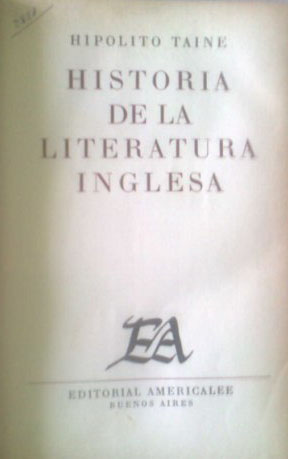 HIPOLITO TAINE
HISTORIA
DE LA
LITERATURA
INGLESA
EA
EDITORIAL AMERICALEE
BUENOS AIRES